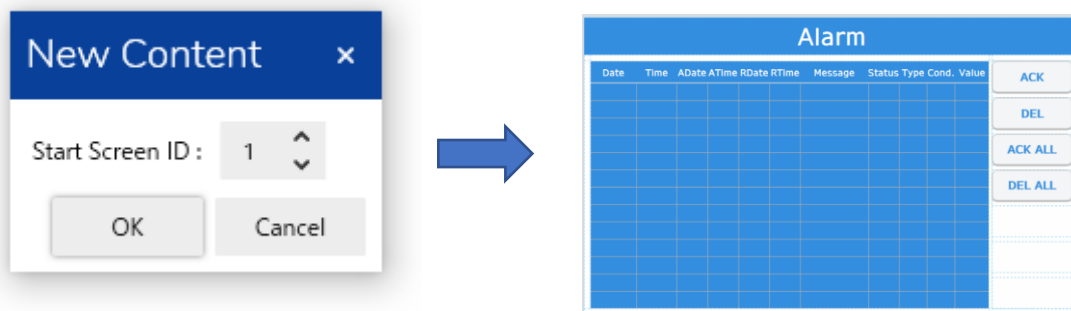 New Content ×
Start Screen ID : 1
OK Cancel
Alarm
Date Time ADate ATime RDate RTime Message Status Type Cond. Value
ACK
DEL
ACK ALL
DEL ALL